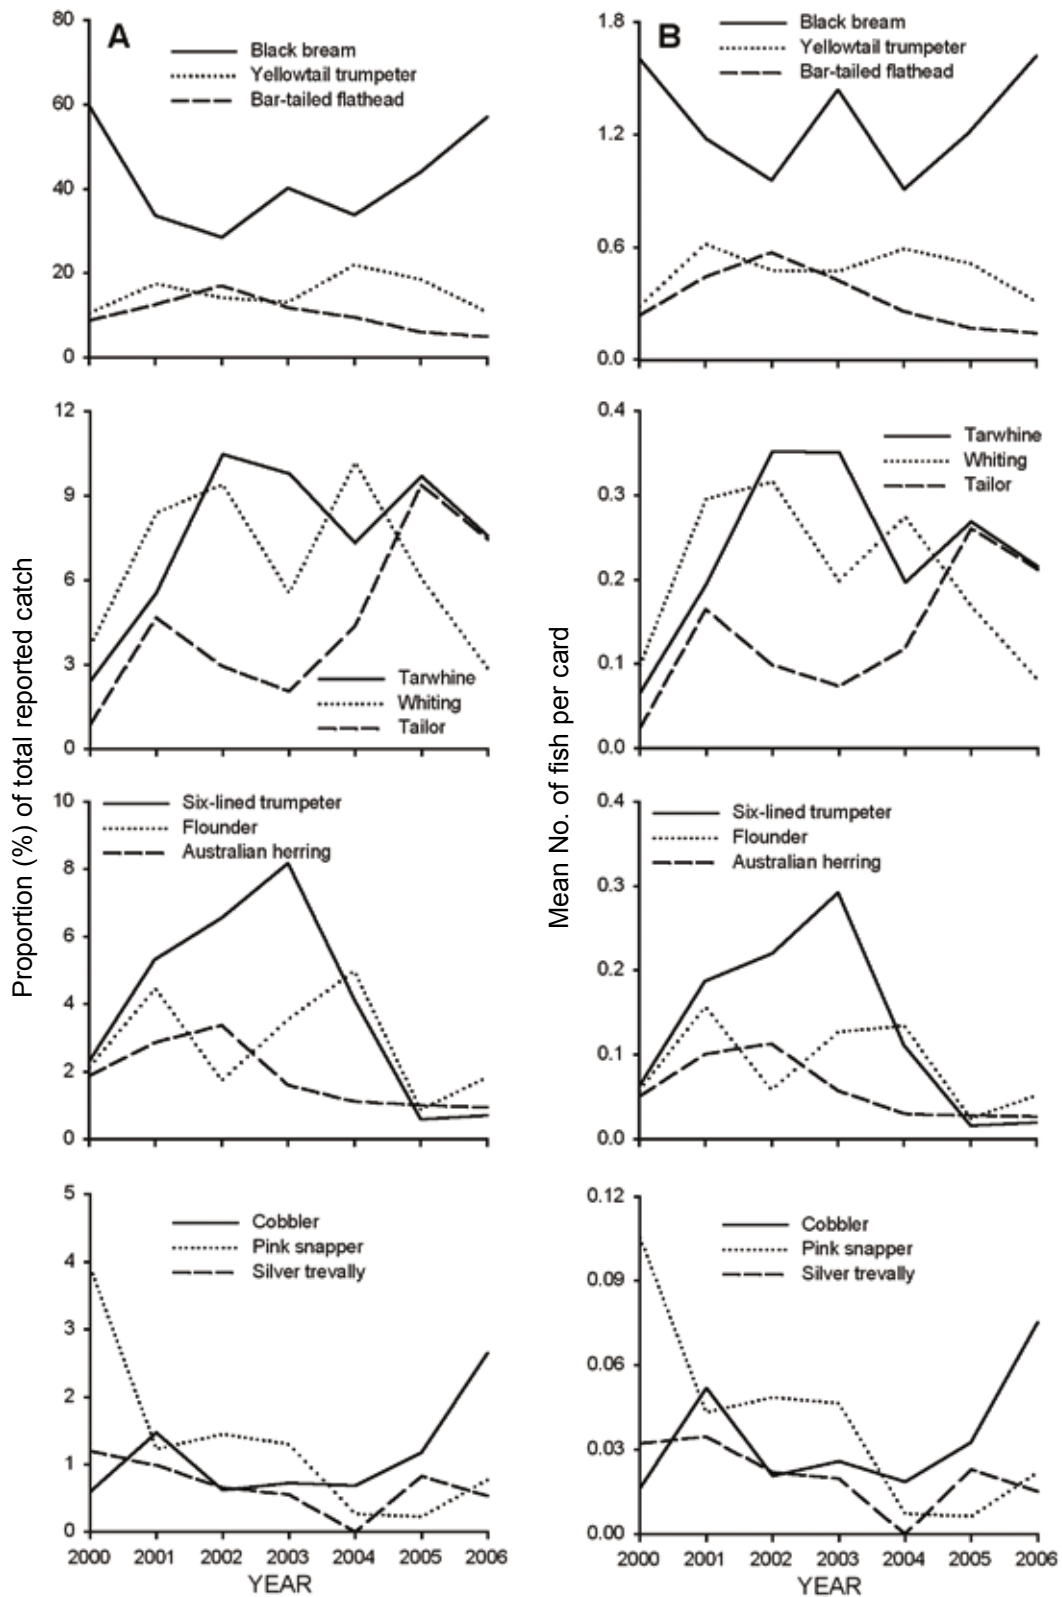 A
Black bream
Yellowtail trumpeter
Bar-tailed flathead
80
60
40
20
0
B
Black bream
Yellowtail trumpeter
Bar-tailed flathead
1.8
1.2
0.6
0.0
12
9
6
3
0
Tarwhine
Whiting
Tailor
0.4
0.3
0.2
0.1
0.0
Tarwhine
Whiting
Tailor
Proportion (%) of total reported catch
Mean No. of fish per card
10
8
6
4
2
0
Six-lined trumpeter
Flounder
Australian herring
0.4
0.3
0.2
0.1
0.0
Six-lined trumpeter
Flounder
Australian herring
5
4
3
2
1
0
Cobbler
Pink snapper
Silver trevally
2000 2001 2002 2003 2004 2005 2006
YEAR
0.12
0.09
0.06
0.03
0.00
Cobbler
Pink snapper
Silver trevally
2000 2001 2002 2003 2004 2005 2006
YEAR